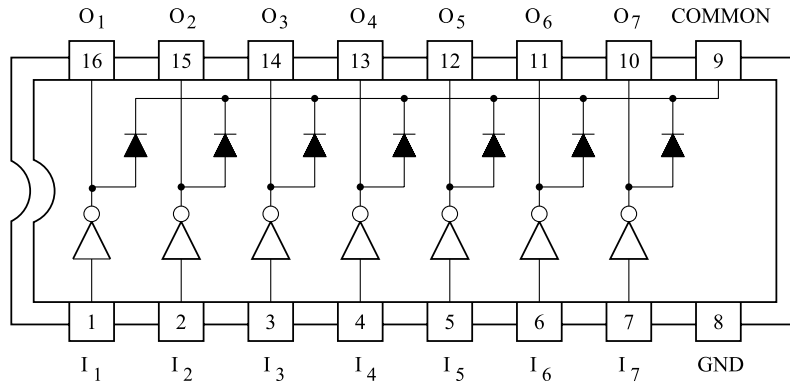 O1 O2 O3 O4 O5 O6 O7 COMMON
16 15 14 13 12 11 10 9
1 2 3 4 5 6 7 8
I1 I2 I3 I4 I5 I6 I7 GND